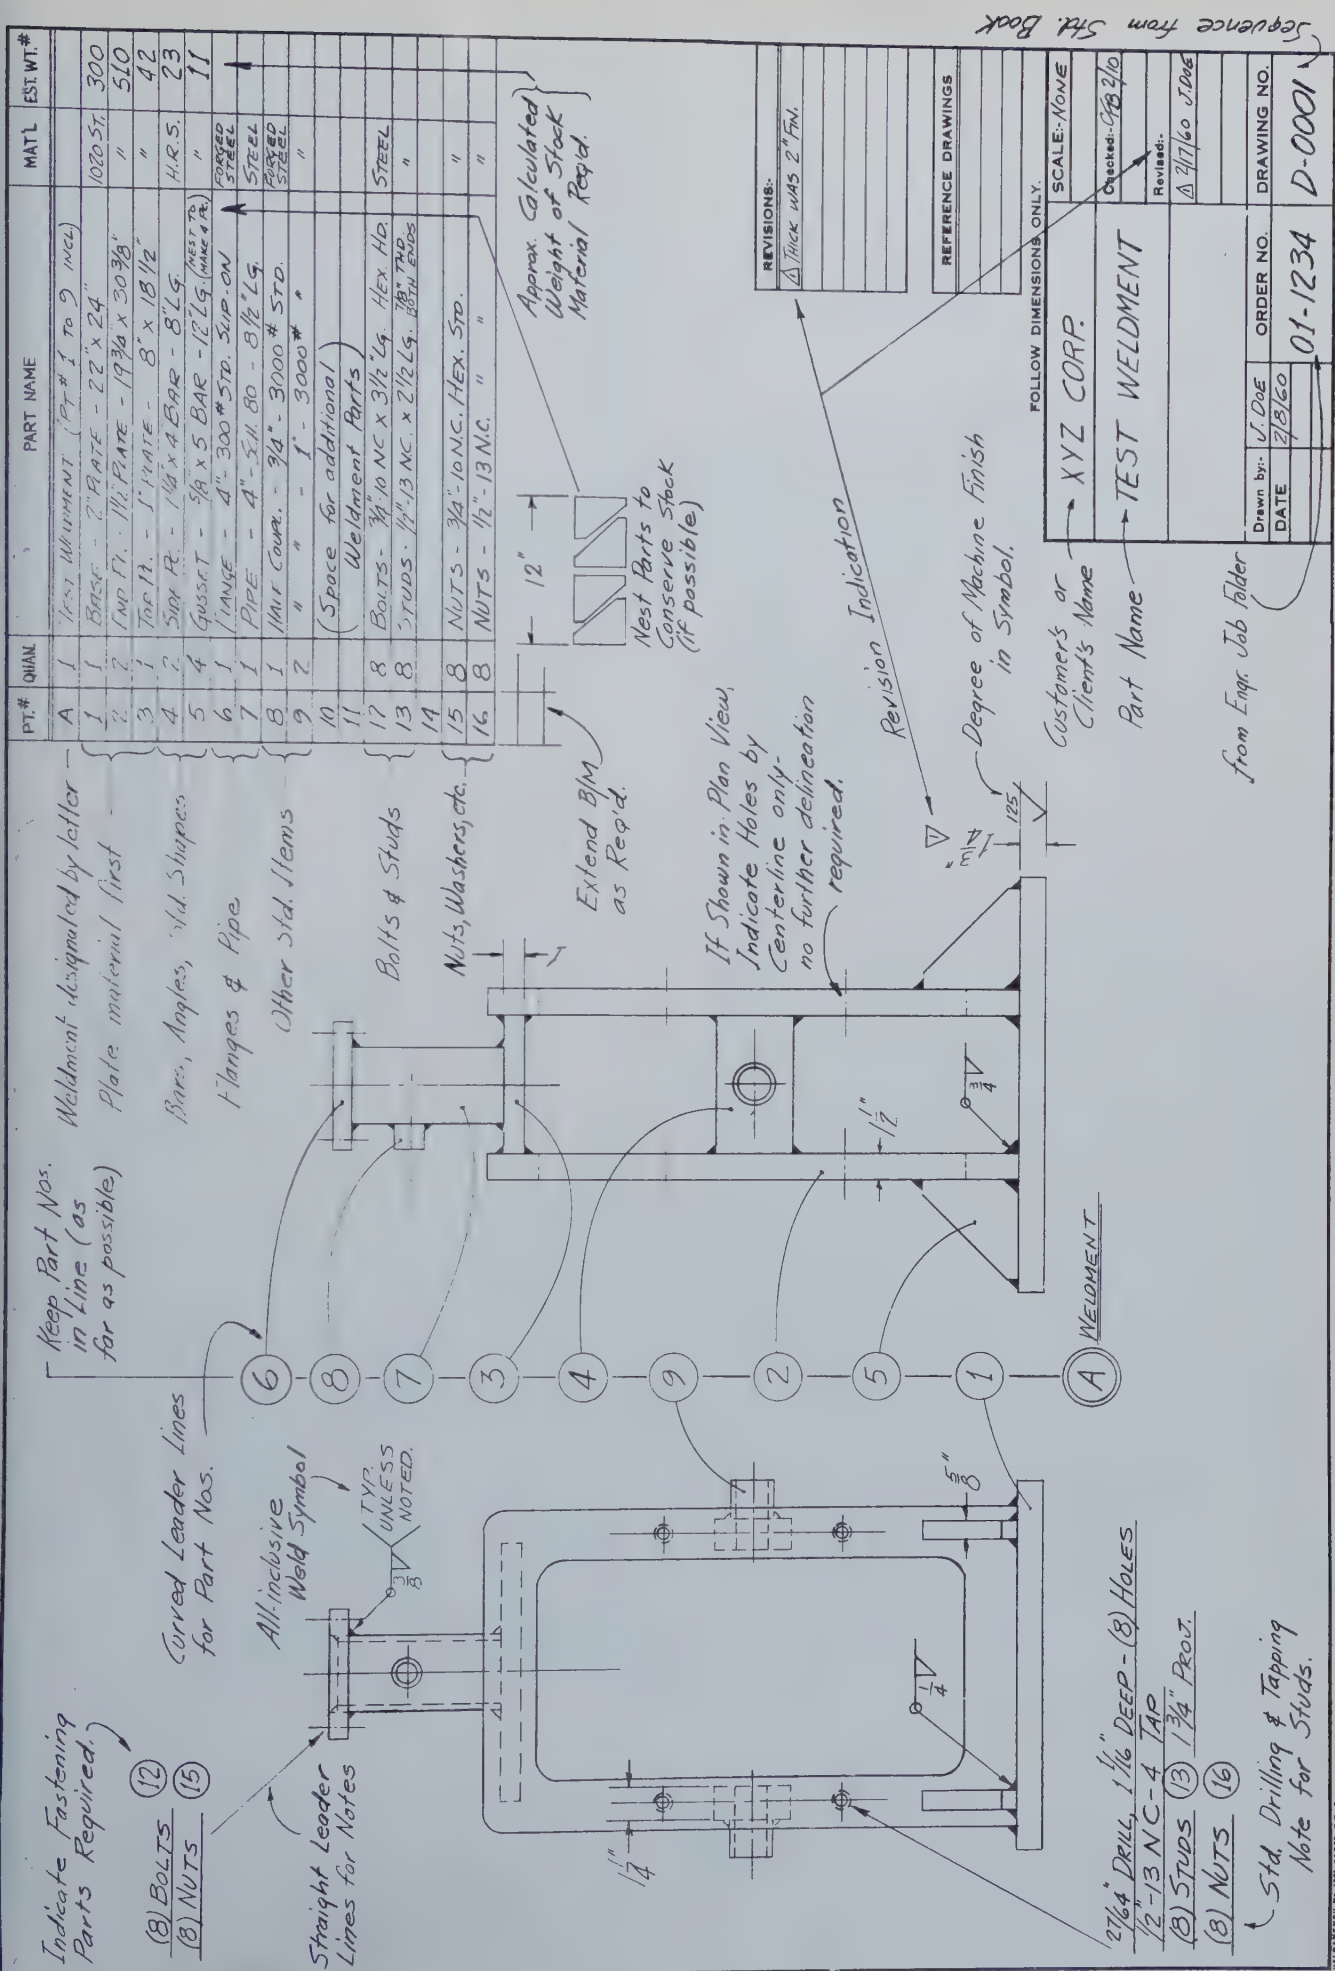 Indicate Fastening
Parts Required.
(8) BOLTS 12
(8) NUTS 15
Straight Leader
Lines for Notes
Curved Leader Lines
for Part Nos.
All-inclusive
Weld Symbol
3/8
TYP.
UNLESS
NOTED.
1 1/4"
1/4
5/8"
27/64" DRILL, 1 1/16" DEEP - (8) HOLES
1/2"-13 NC-4 TAP
(8) STUDS 13 1 3/4" PROJ.
(8) NUTS 16
Std. Drilling & Tapping
Note for Studs.
Keep Part Nos.
in Line (as
far as possible)
6
8
7
3
4
9
2
5
1
A WELDMENT
1 1/2"
3/4
1 3/4"
125
1
If Shown in Plan View,
Indicate Holes by
Centerline only-
no further delineation
required.
Revision Indication
Degree of Machine Finish
in Symbol.
Weldment designated by letter
Plate material first
Bars, Angles, Std. Shapes
Flanges & Pipe
Other Std. Items
Bolts & Studs
Nuts, Washers, etc.
Extend B/M
as Req'd.
PT.# QUAN. PART NAME MAT'L EST. WT.#
A 1 TEST WELDMENT (PT# 1 TO 9 INCL)
1 1 BASE - 2" PLATE - 22" x 24" 1020 ST. 300
2 2 END PL. - 1 1/2" PLATE - 19 3/4 x 30 3/8" " 510
3 1 TOP PL. - 1" PLATE - 8" x 18 1/2" " 42
4 2 SIDE PL. - 1 1/4 x 4 BAR - 8" LG. H.R.S. 23
5 4 GUSSET - 5/8 x 5 BAR - 12" LG. (NEST TO MAKE 4 PC.) " 11
6 1 FLANGE - 4" - 300# STD. SLIP-ON FORGED STEEL
7 1 PIPE - 4" - SCH. 80 - 8 1/2" LG. STEEL
8 1 HALF COUPL. - 3/4" - 3000# STD. FORGED STEEL
9 2 " " - 1" - 3000# " "
10 (Space for additional
11 Weldment Parts)
12 8 BOLTS - 3/4"-10 NC x 3 1/2" LG. HEX. HD. STEEL
13 8 STUDS - 1/2"-13 NC. x 2 1/2 LG. 7/8" THD. BOTH ENDS "
14
15 8 NUTS - 3/4"-10 N.C. HEX. STD. "
16 8 NUTS - 1/2"-13 N.C. " " "
12"
Nest Parts to
Conserve Stock
(if possible)
Approx. Calculated
Weight of Stock
Material Req'd.
REVISIONS:-
1 THICK WAS 2" FIN.
REFERENCE DRAWINGS
FOLLOW DIMENSIONS ONLY.
Customer's or
Client's Name
XYZ CORP.
SCALE:- NONE
Part Name
TEST WELDMENT
Checked:- 2/10
Revised:-
1 2/17/60 J. DOE
Drawn by:- J. DOE
DATE 2/8/60
ORDER NO.
01-1234
DRAWING NO.
D-0001
from Engr. Job Folder
Sequence from Std. Book